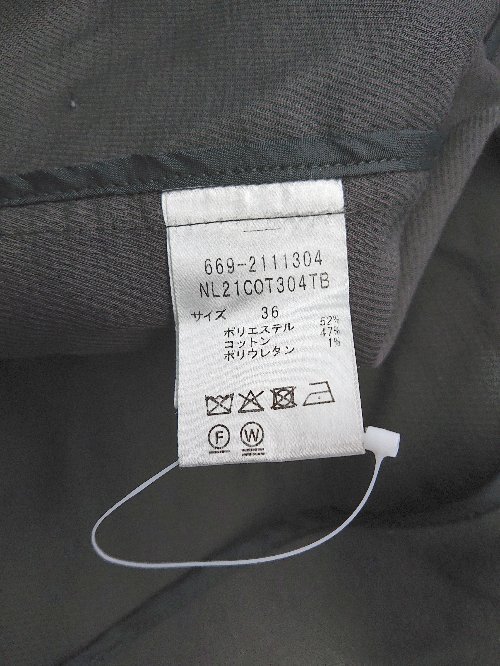 669-2111304
NL21COT304TB
サイズ 36
ポリエステル 52%
コットン 47%
ポリウレタン 1%
F W